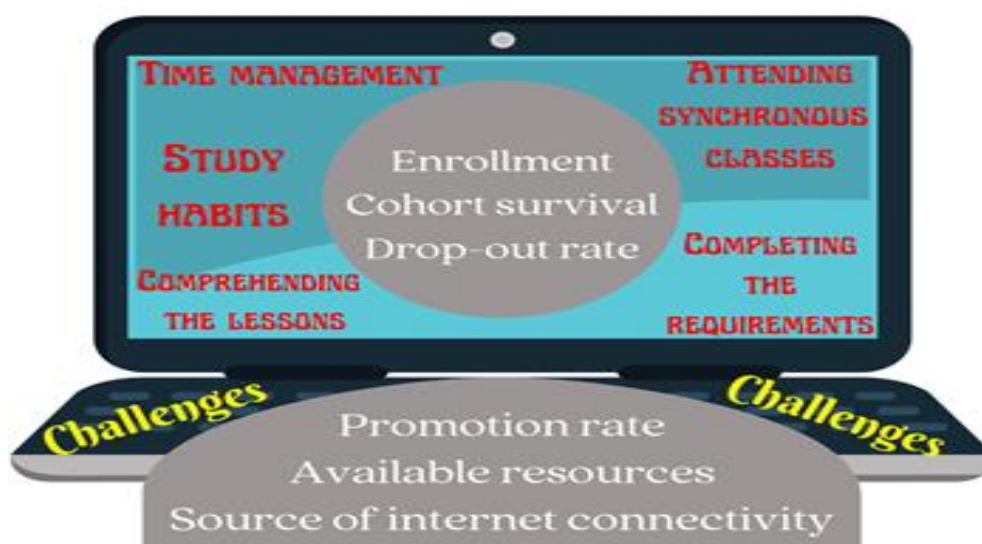 TIME MANAGEMENT
STUDY
HABITS
COMPREHENDING
THE LESSONS
Enrollment
Cohort survival
Drop-out rate
ATTENDING
SYNCHRONOUS
CLASSES
COMPLETING
THE
REQUIREMENTS
Challenges
Challenges
Promotion rate
Available resources
Source of internet connectivity